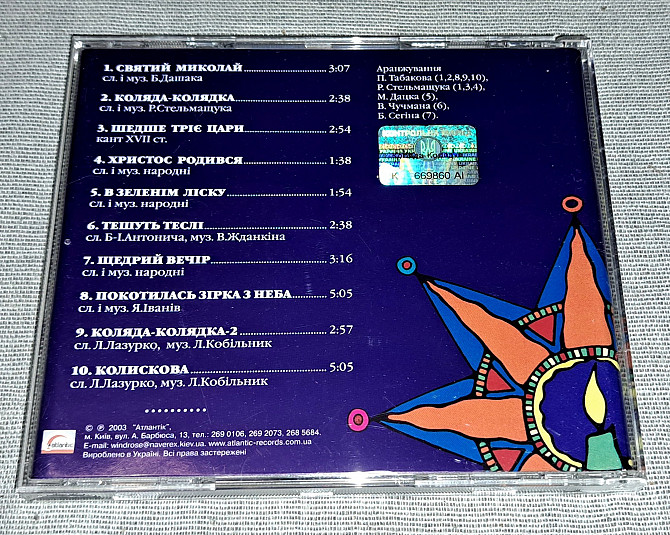 1. СВЯТИЙ МИКОЛАЙ 3:07
сл. і муз. Б.Дашака
2. КОЛЯДА-КОЛЯДКА 2:38
сл. і муз. Р.Стельмащука
3. ШЕДШЕ ТРІЄ ЦАРИ 2:54
кант XVII ст.
4. ХРИСТОС РОДИВСЯ 1:38
сл. і муз. народні
5. В ЗЕЛЕНІМ ЛІСКУ 1:54
сл. і муз. народні
6. ТЕШУТЬ ТЕСЛІ 2:38
сл. Б-І.Антонича, муз. В.Жданкіна
7. ЩЕДРИЙ ВЕЧІР 3:16
сл. і муз. народні
8. ПОКОТИЛАСЬ ЗІРКА З НЕБА 5:05
сл. і муз. Я.Іванів
9. КОЛЯДА-КОЛЯДКА-2 2:57
сл. Л.Лазурко, муз. Л.Кобільник
10. КОЛИСКОВА 5:05
сл. Л.Лазурко, муз. Л.Кобільник
Аранжування
П. Табакова (1,2,8,9,10),
Р. Стельмащука (1,3,4),
М. Дацка (5),
В. Чучмана (6),
Б. Сегіна (7).
КОНТРОЛЬНА МАРКА
К 669860 АІ
atlantic
© ℗ 2003 "Атлантік",
м. Київ, вул. А. Барбюса, 13, тел.: 269 0106, 269 2073, 268 5684.
E-mail: windrose@naverex.kiev.ua, www.atlantic-records.com.ua
Вироблено в Україні. Всі права застережені